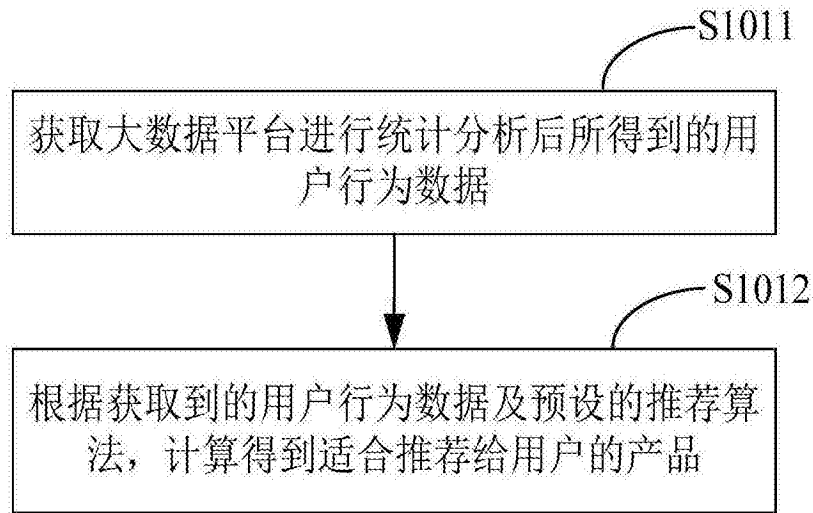 S1011
获取大数据平台进行统计分析后所得到的用
户行为数据
S1012
根据获取到的用户行为数据及预设的推荐算
法，计算得到适合推荐给用户的产品